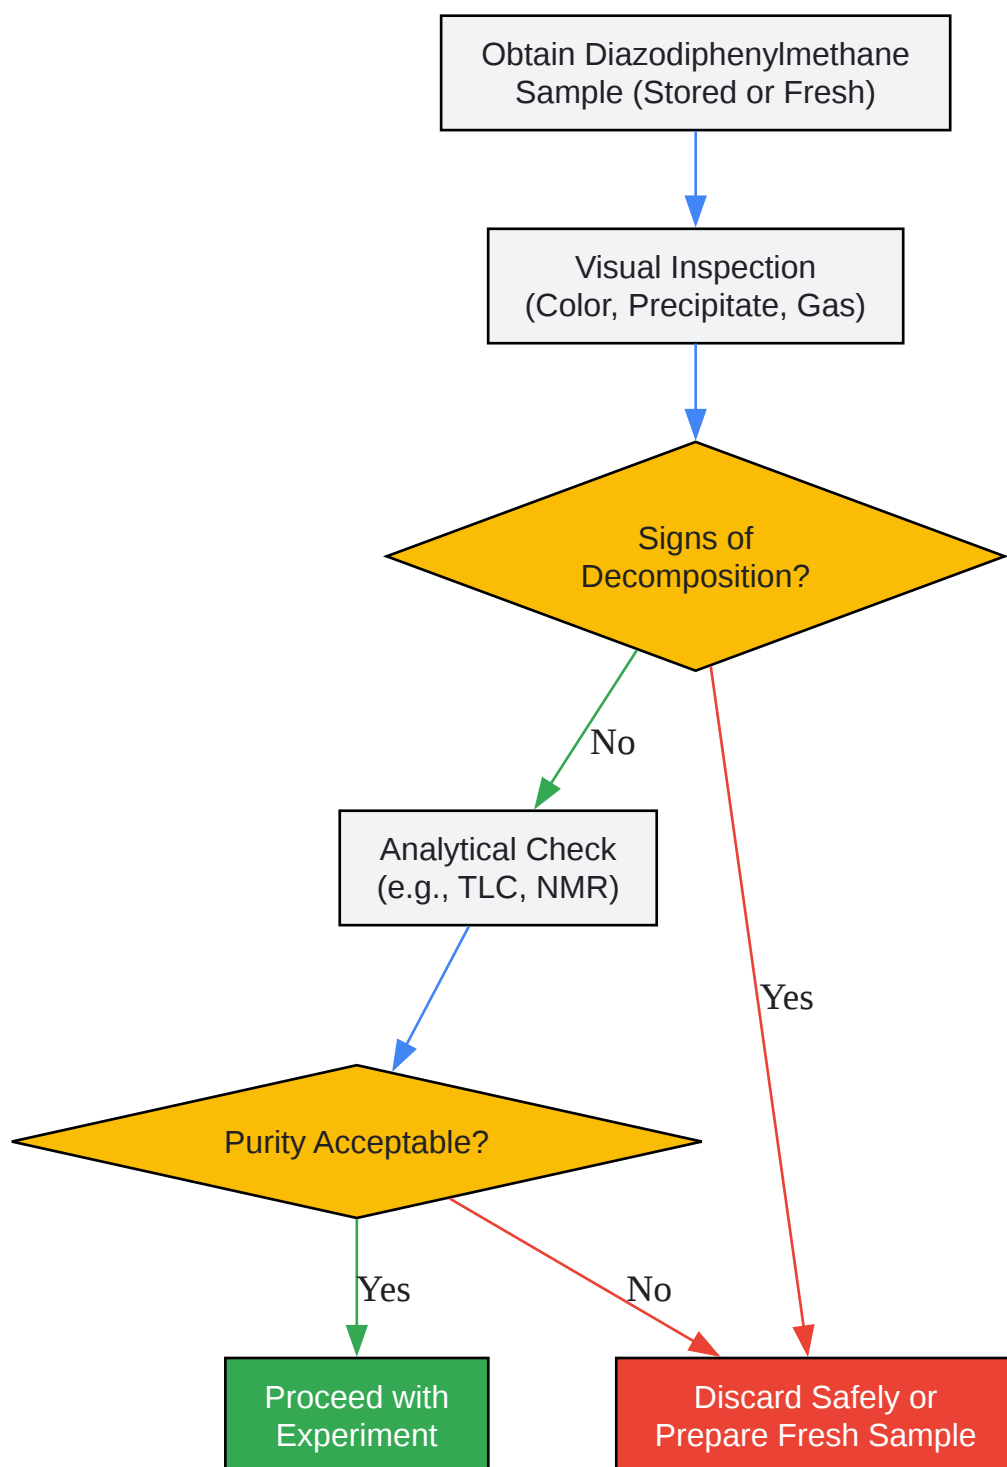 Obtain Diazodiphenylmethane
Sample (Stored or Fresh)
Visual Inspection
(Color, Precipitate, Gas)
Signs of
Decomposition?
No
Analytical Check
(e.g., TLC, NMR)
Yes
Purity Acceptable?
Yes
No
Proceed with
Experiment
Discard Safely or
Prepare Fresh Sample